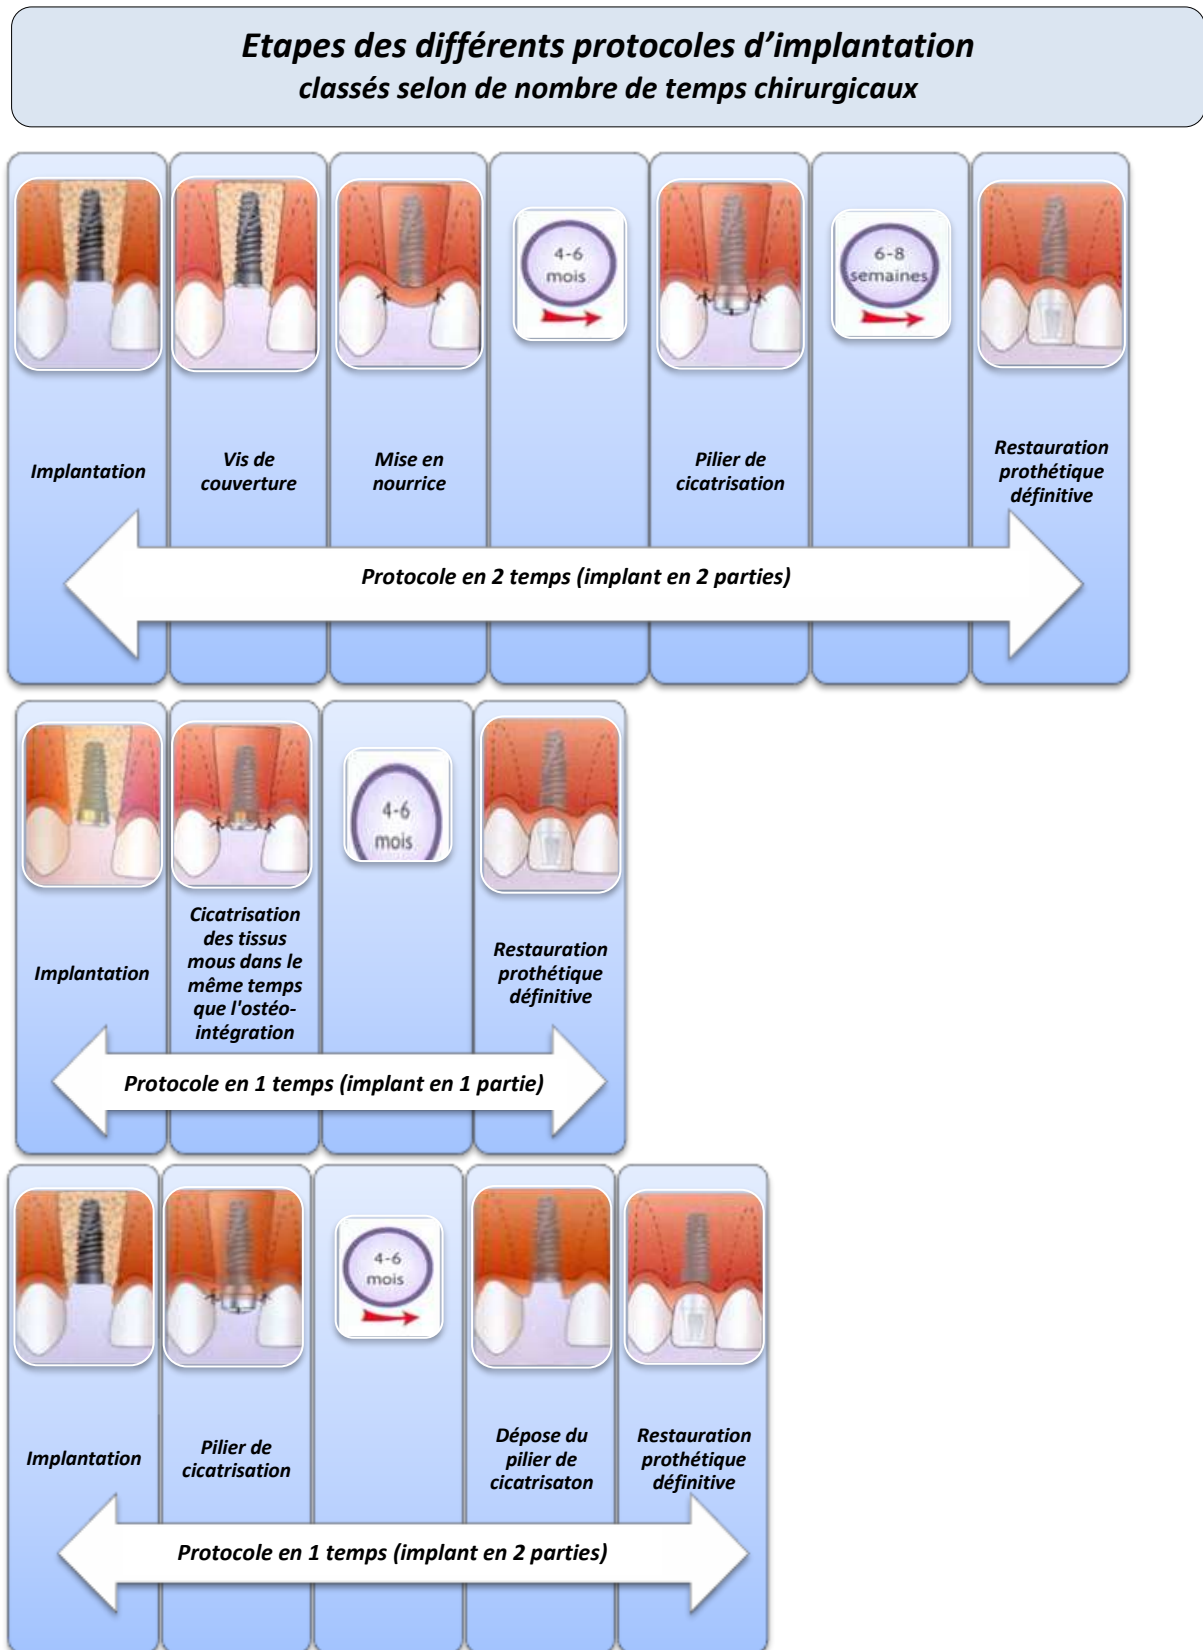 Etapes des différents protocoles d’implantation
classés selon de nombre de temps chirurgicaux
4-6
mois
6-8
semaines
Implantation
Vis de
couverture
Mise en
nourrice
Pilier de
cicatrisation
Restauration
prothétique
définitive
Protocole en 2 temps (implant en 2 parties)
4-6
mois
Implantation
Cicatrisation
des tissus
mous dans le
même temps
que l'ostéo-
intégration
Restauration
prothétique
définitive
Protocole en 1 temps (implant en 1 partie)
4-6
mois
Implantation
Pilier de
cicatrisation
Dépose du
pilier de
cicatrisaton
Restauration
prothétique
définitive
Protocole en 1 temps (implant en 2 parties)